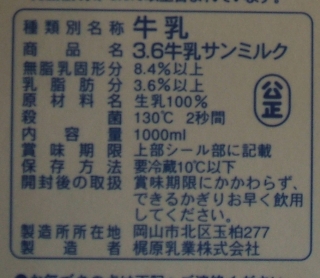 種類別名称 牛乳
商品名 3.6牛乳サンミルク
無脂乳固形分 8.4%以上
乳脂肪分 3.6%以上
公正
原材料名 生乳100%
殺菌 130℃ 2秒間
内容量 1000ml
賞味期限 上部シール部に記載
保存方法 要冷蔵10℃以下
開封後の取扱 賞味期限にかかわらず、
できるかぎりお早く飲用
してください。
製造所所在地 岡山市北区玉柏277
製造者 梶原乳業株式会社